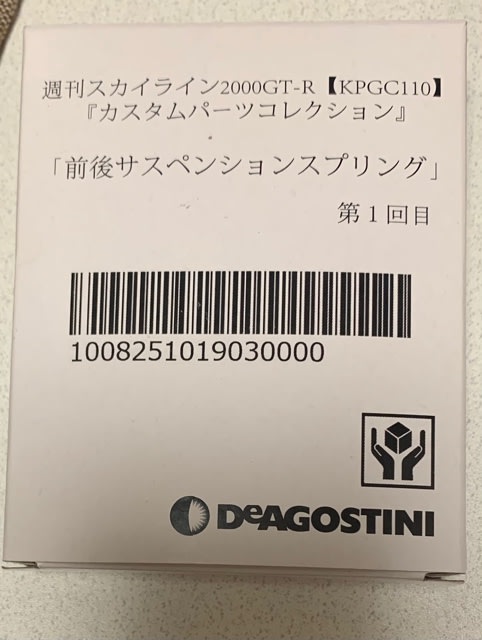 週刊スカイライン2000GT-R【KPGC110】
『カスタムパーツコレクション』
「前後サスペンションスプリング」
第1回目
1008251019030000
DeAGOSTINI